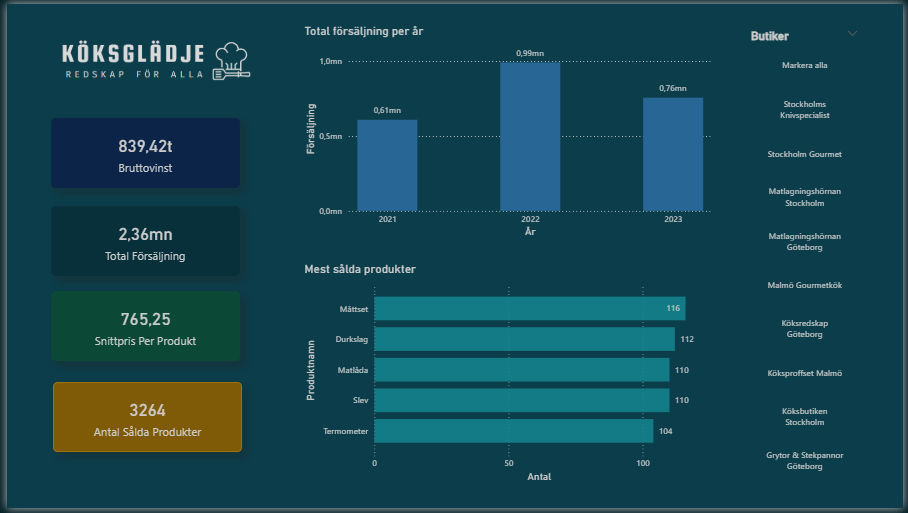 KÖKSGLÄDJE
REDSKAP FÖR ALLA
839,42t
Bruttovinst
2,36mn
Total Försäljning
765,25
Snittpris Per Produkt
3264
Antal Sålda Produkter
Total försäljning per år
Försäljning
1,0mn
0,5mn
0,0mn
0,61mn
0,99mn
0,76mn
2021
2022
2023
År
Mest sålda produkter
Produktnamn
Måttset
116
Durkslag
112
Matlåda
110
Slev
110
Termometer
104
0
50
100
Antal
Butiker
Markera alla
Stockholms
Knivspecialist
Stockholm Gourmet
Matlagningshörnan
Stockholm
Matlagningshörnan
Göteborg
Malmö Gourmetkök
Köksredskap
Göteborg
Köksproffset Malmö
Köksbutiken
Stockholm
Grytor & Stekpannor
Göteborg